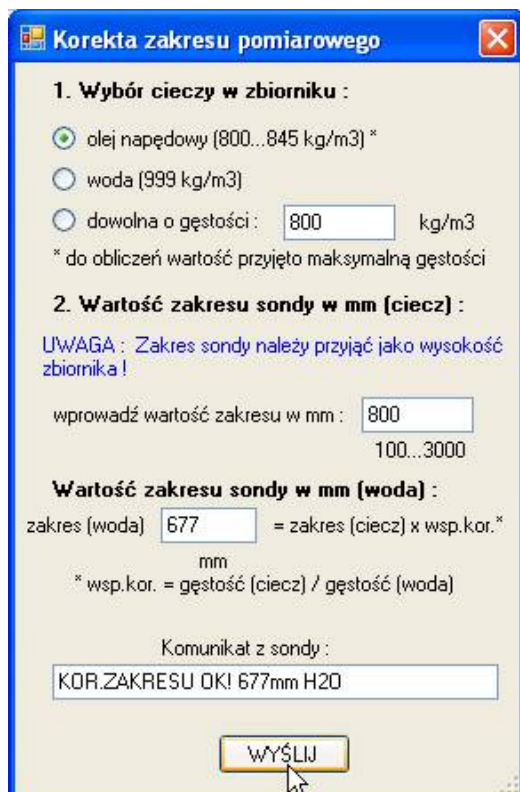 Korekta zakresu pomiarowego
1. Wybór cieczy w zbiorniku :
olej napędowy (800...845 kg/m3) *
woda (999 kg/m3)
dowolna o gęstości : 800 kg/m3
* do obliczeń wartość przyjęto maksymalną gęstości
2. Wartość zakresu sondy w mm (ciecz) :
UWAGA : Zakres sondy należy przyjąć jako wysokość
zbiornika !
wprowadź wartość zakresu w mm : 800
100...3000
Wartość zakresu sondy w mm (woda) :
zakres (woda) 677 = zakres (ciecz) x wsp.kor.*
mm
* wsp.kor. = gęstość (ciecz) / gęstość (woda)
Komunikat z sondy :
KOR.ZAKRESU OK! 677mm H2O
WYŚLIJ